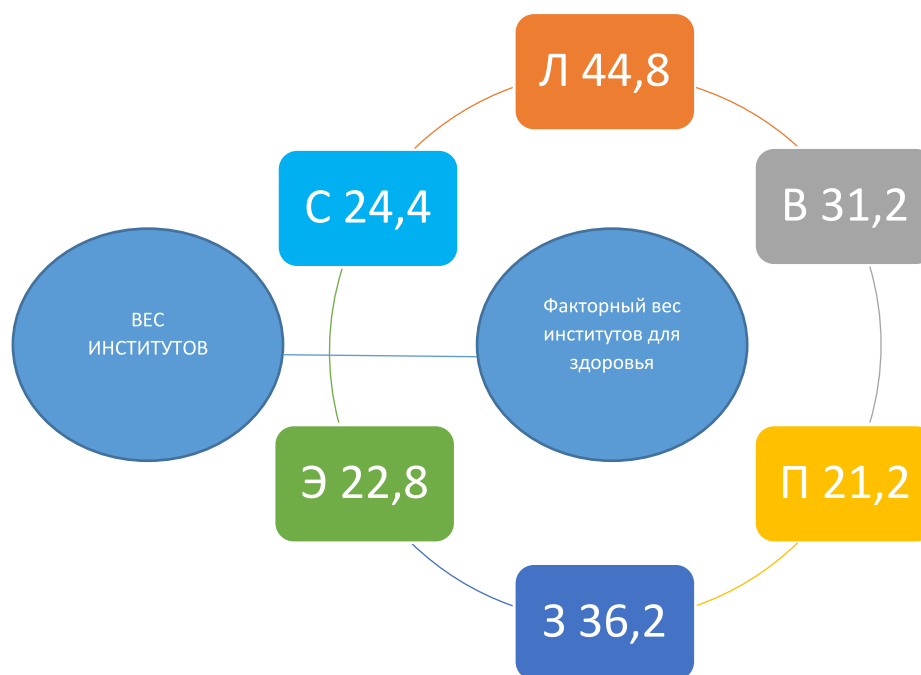 Л 44,8
С 24,4
В 31,2
ВЕС
ИНСТИТУТОВ
Факторный вес
институтов для
здоровья
Э 22,8
П 21,2
З 36,2